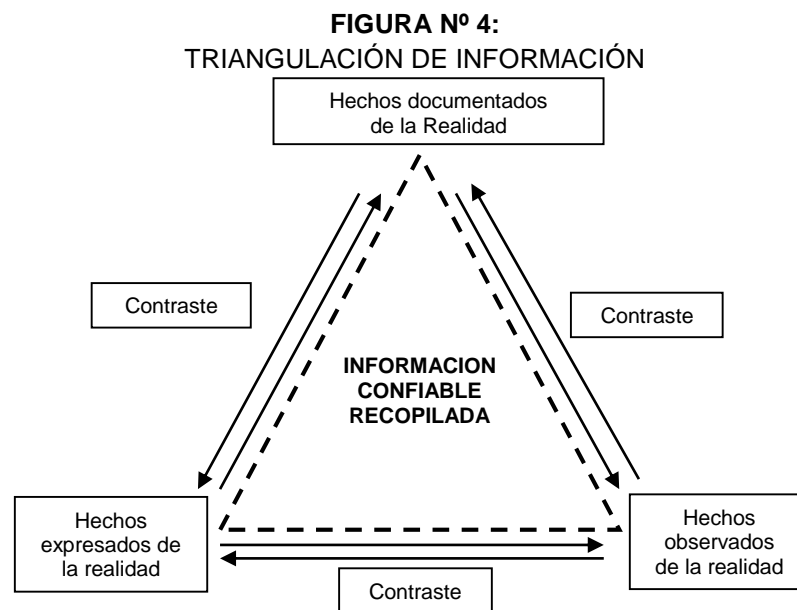 FIGURA Nº 4:
TRIANGULACIÓN DE INFORMACIÓN
Hechos documentados
de la Realidad
Contraste
Contraste
INFORMACION
CONFIABLE
RECOPILADA
Hechos
expresados de
la realidad
Hechos
observados
de la realidad
Contraste